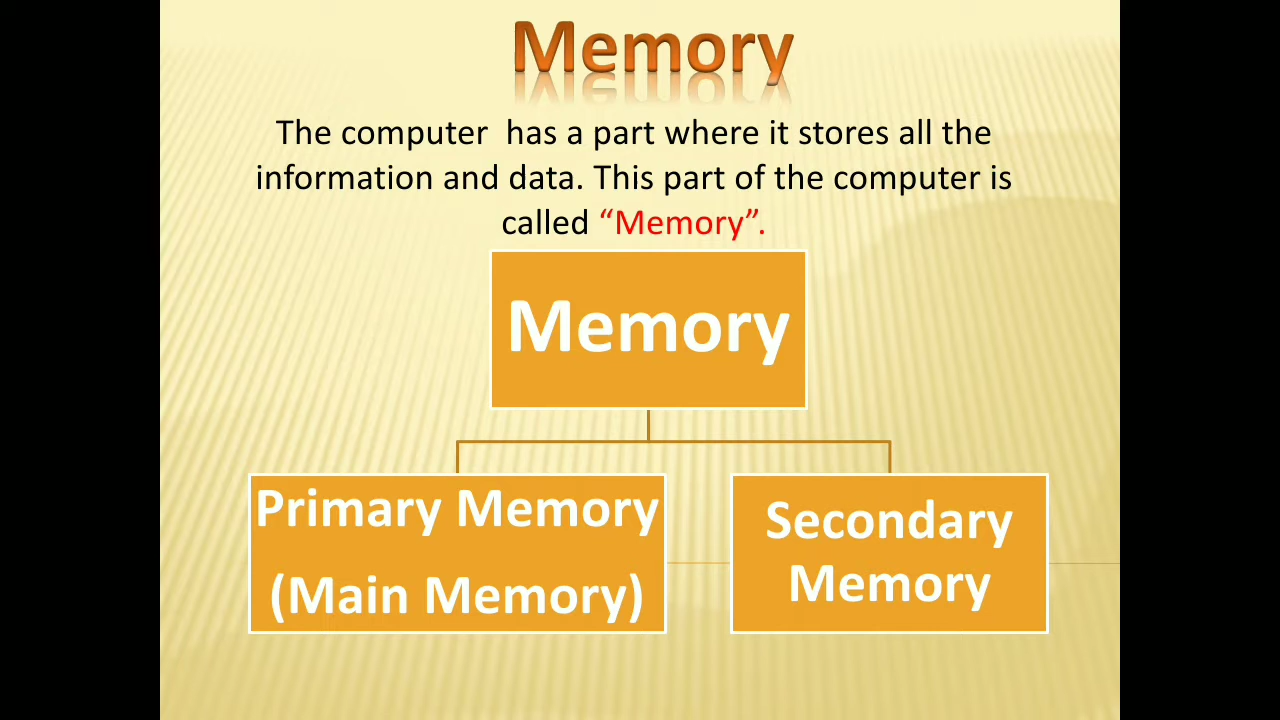 Memory
The computer  has a part where it stores all the
information and data. This part of the computer is
called “Memory”.
Memory
Primary Memory
(Main Memory)
Secondary
Memory